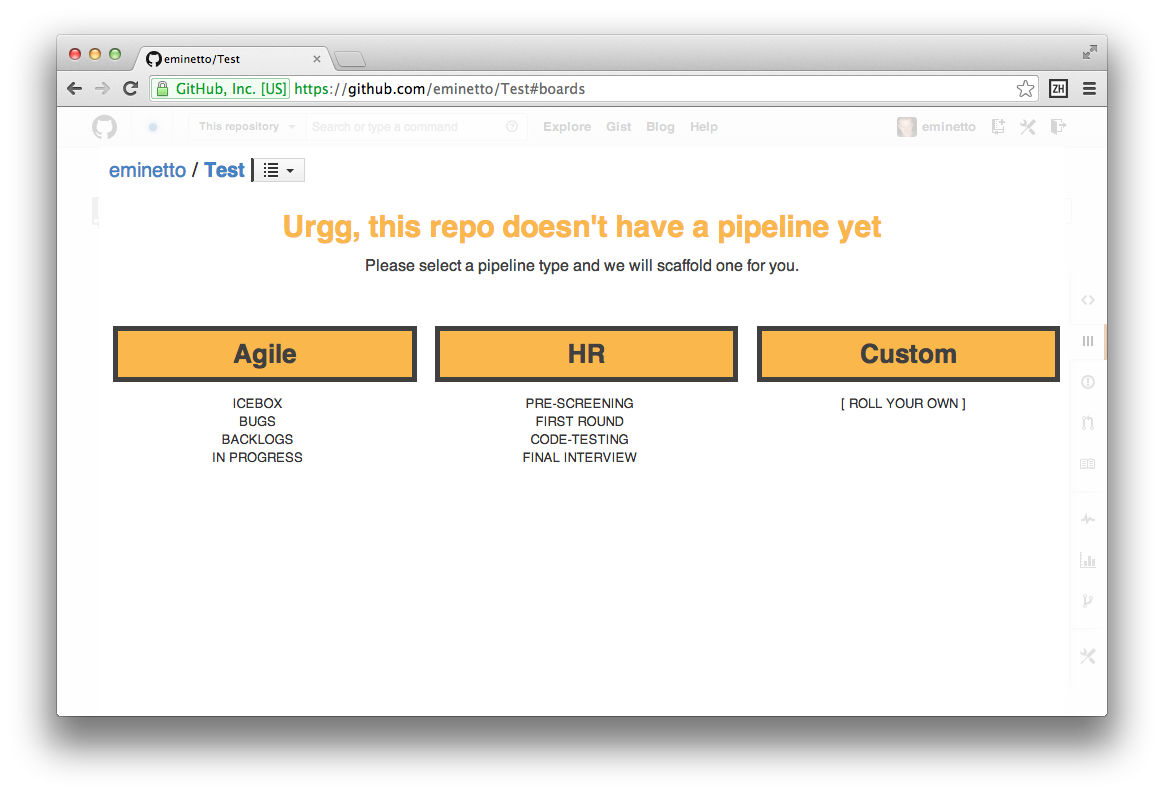 eminetto/Test
GitHub, Inc. [US] https://github.com/eminetto/Test#boards ZH
This repository Search or type a command Explore Gist Blog Help eminetto
eminetto / Test
Urgg, this repo doesn't have a pipeline yet
Please select a pipeline type and we will scaffold one for you.
Agile HR Custom
ICEBOX PRE-SCREENING [ ROLL YOUR OWN ]
BUGS FIRST ROUND
BACKLOGS CODE-TESTING
IN PROGRESS FINAL INTERVIEW